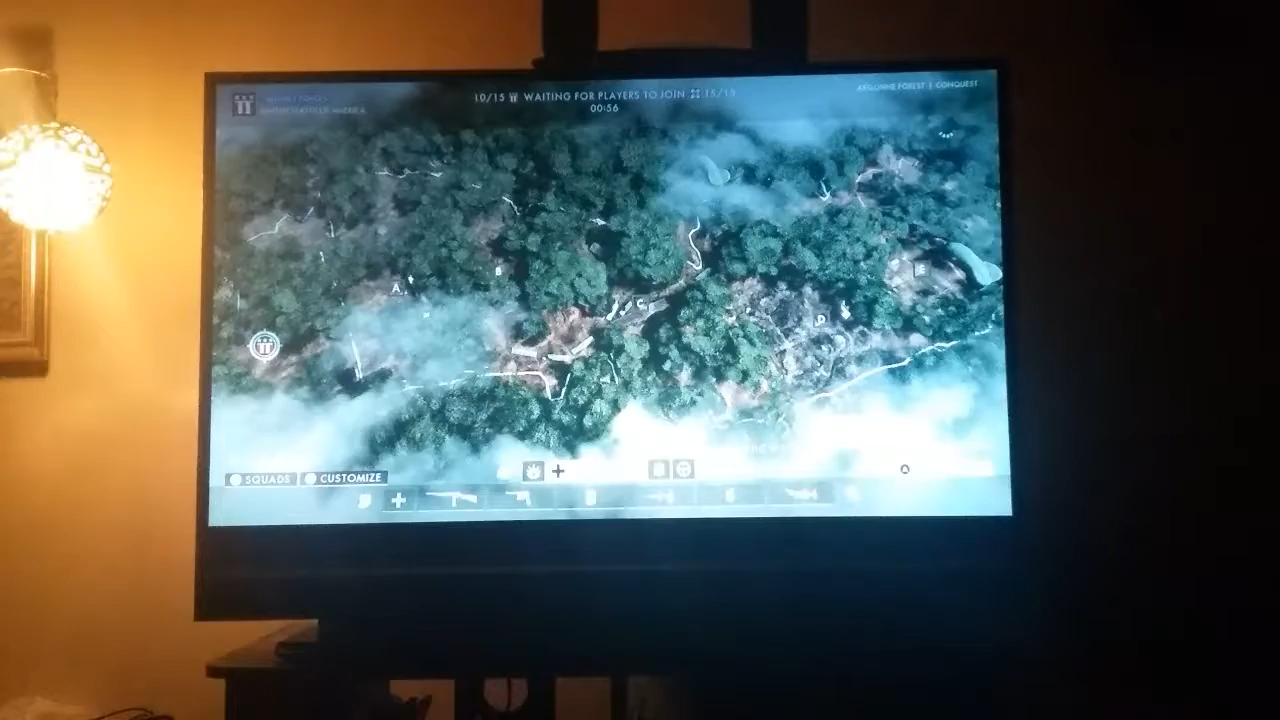 10/15 WAITING FOR PLAYERS TO JOIN 15/15
00:56
ARGONNE FOREST | CONQUEST
A
B
C
D
E
SQUADS
CUSTOMIZE
A